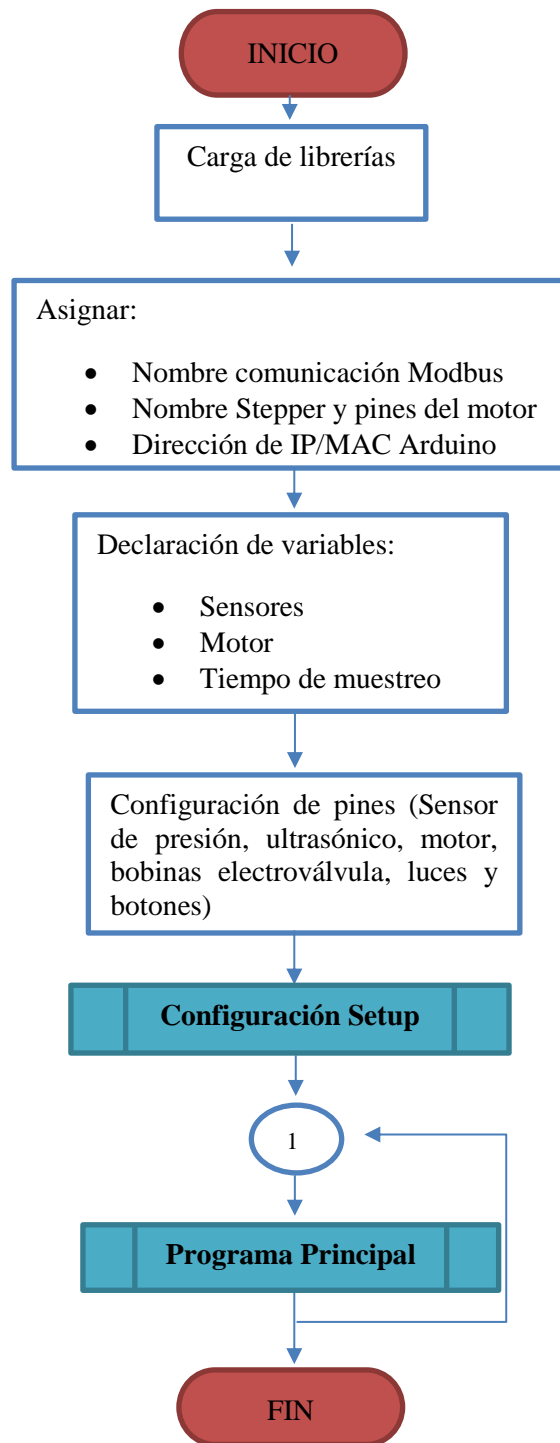 INICIO
Carga de librerías
Asignar:
• Nombre comunicación Modbus
• Nombre Stepper y pines del motor
• Dirección de IP/MAC Arduino
Declaración de variables:
• Sensores
• Motor
• Tiempo de muestreo
Configuración de pines (Sensor
de presión, ultrasónico, motor,
bobinas electroválvula, luces y
botones)
Configuración Setup
1
Programa Principal
FIN